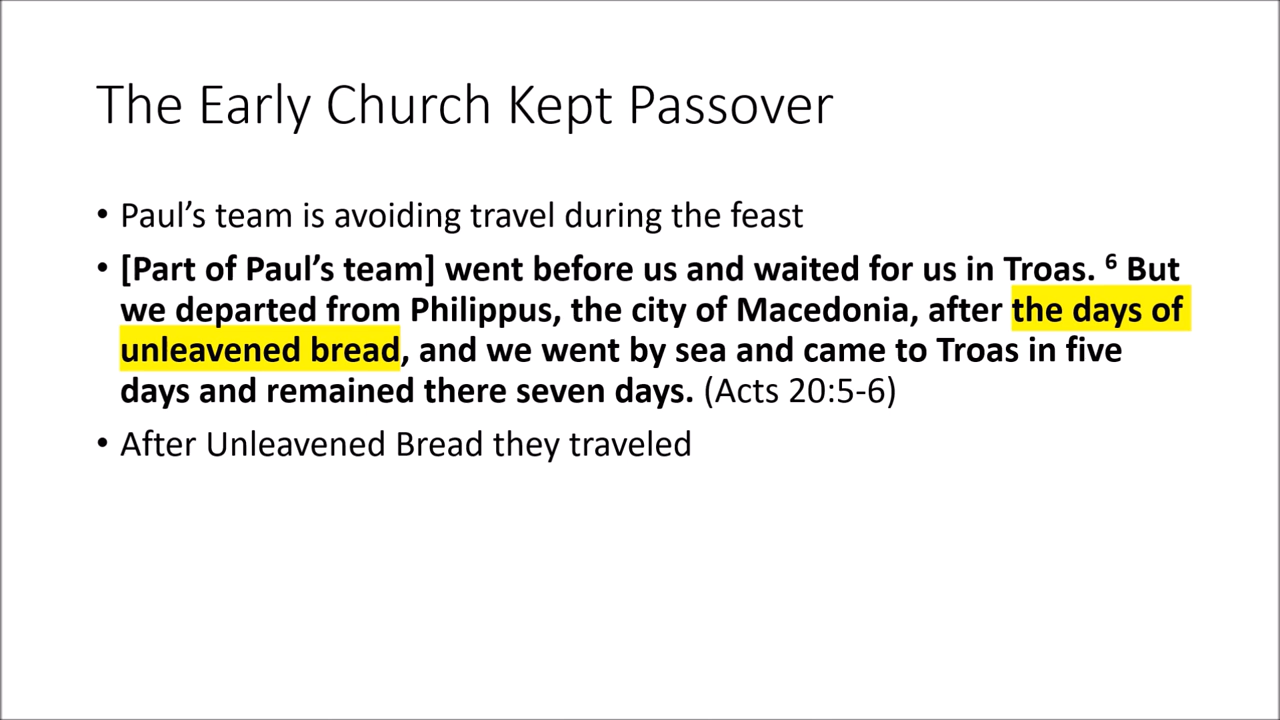 The Early Church Kept Passover
• Paul’s team is avoiding travel during the feast
• [Part of Paul’s team] went before us and waited for us in Troas. ⁶ But
we departed from Philippus, the city of Macedonia, after the days of
unleavened bread, and we went by sea and came to Troas in five
days and remained there seven days. (Acts 20:5-6)
• After Unleavened Bread they traveled